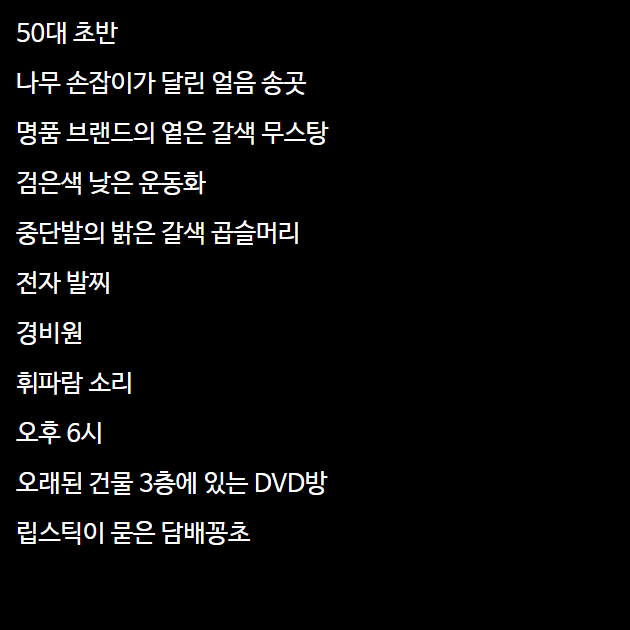 50대 초반
나무 손잡이가 달린 얼음 송곳
명품 브랜드의 옅은 갈색 무스탕
검은색 낮은 운동화
중단발의 밝은 갈색 곱슬머리
전자 발찌
경비원
휘파람 소리
오후 6시
오래된 건물 3층에 있는 DVD방
립스틱이 묻은 담배꽁초